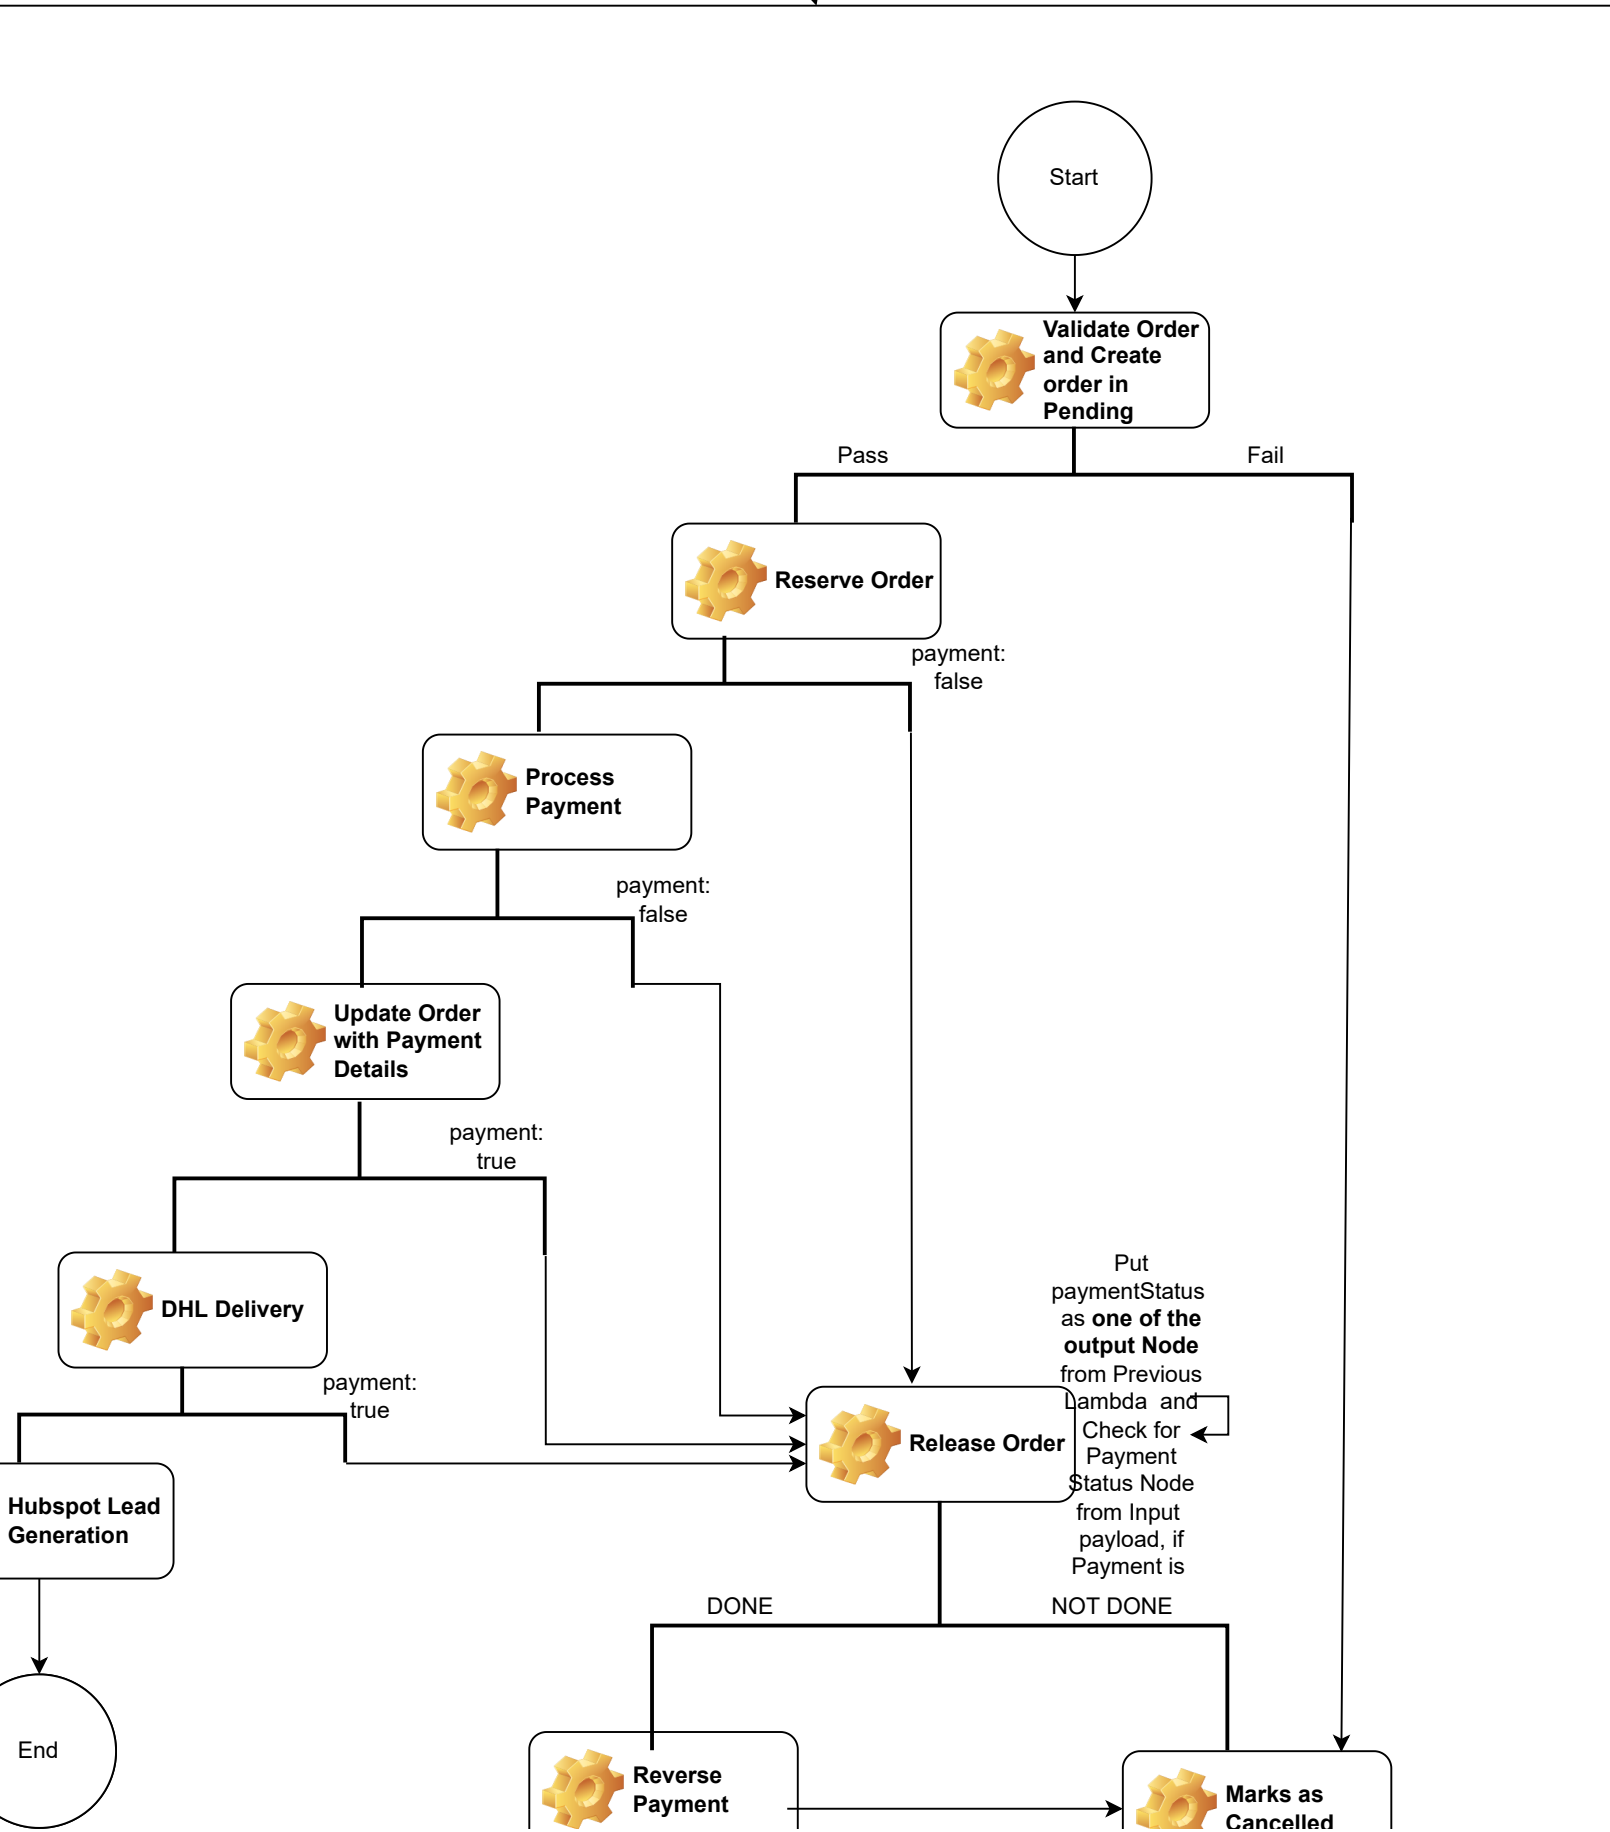 Start
Validate Order
and Create
order in
Pending
Pass
Fail
Reserve Order
payment:
false
Process
Payment
payment:
false
Update Order
with Payment
Details
payment:
true
DHL Delivery
payment:
true
Put
paymentStatus
as one of the
output Node
from Previous
Lambda and
Check for
Payment
Status Node
from Input
payload, if
Payment is
Release Order
Hubspot Lead
Generation
DONE
NOT DONE
End
Reverse
Payment
Marks as
Cancelled